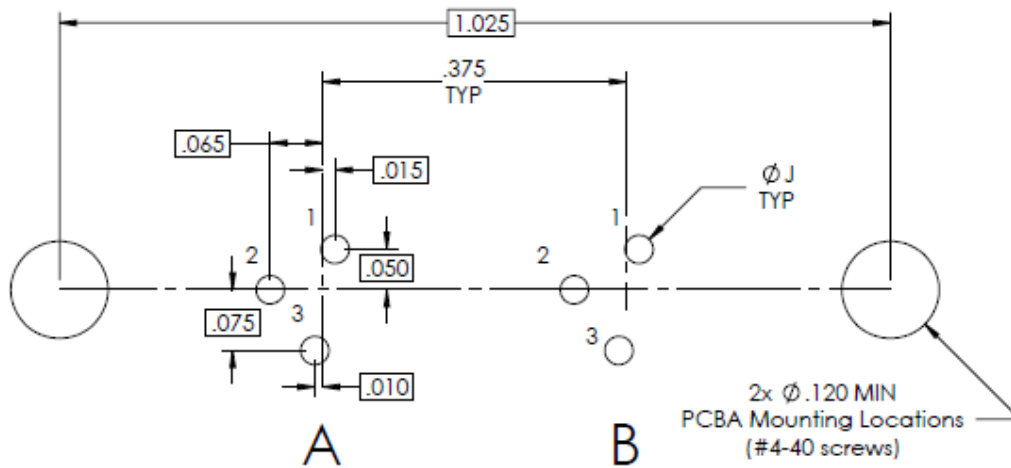 1.025
.375
TYP
.065
.015
Ø J
TYP
1
1
.050
2
2
.075
3
3
.010
2x Ø .120 MIN
PCBA Mounting Locations
(#4-40 screws)
A
B